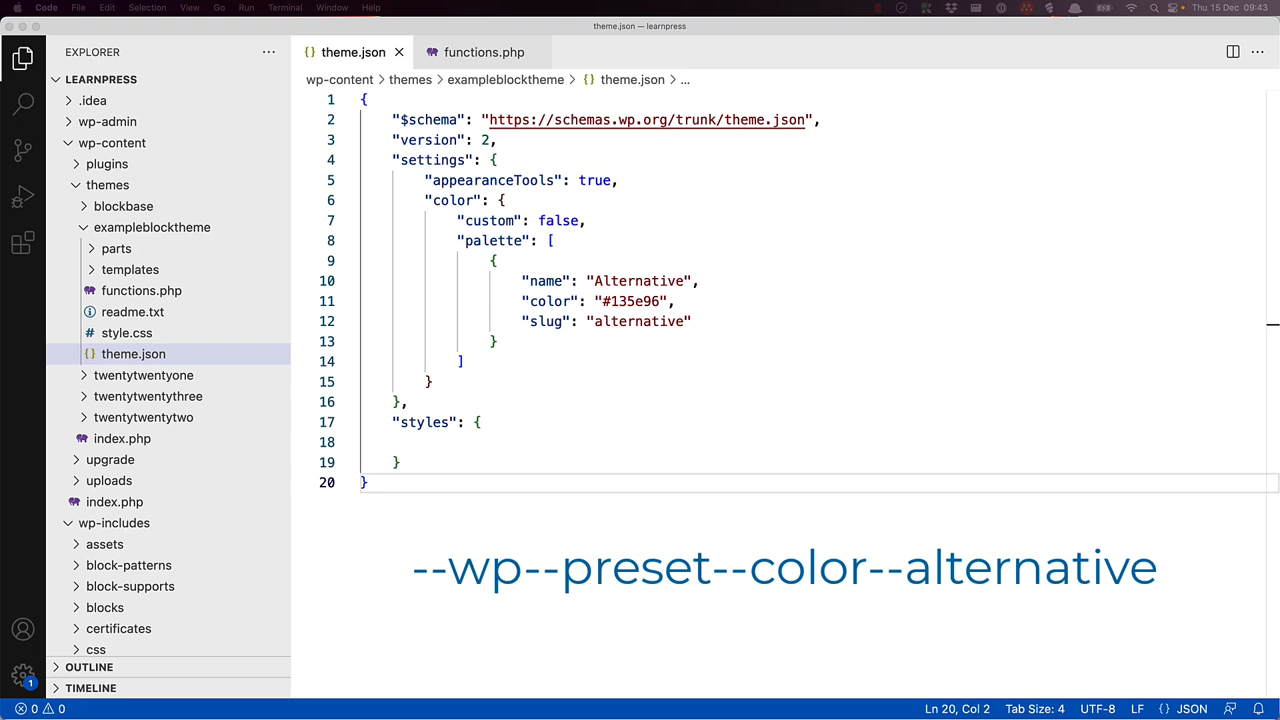 Code File Edit Selection View Go Run Terminal Window Help Thu 15 Dec 09:43
theme.json — learnpress
EXPLORER
LEARNPRESS
.idea
wp-admin
wp-content
plugins
themes
blockbase
exampleblocktheme
parts
templates
functions.php
readme.txt
# style.css
{} theme.json
twentytwentyone
twentytwentythree
twentytwentytwo
index.php
upgrade
uploads
index.php
wp-includes
assets
block-patterns
block-supports
blocks
certificates
css
OUTLINE
TIMELINE
1
{} theme.json functions.php
wp-content > themes > exampleblocktheme > {} theme.json > ...
1 {
2 "$schema": "https://schemas.wp.org/trunk/theme.json",
3 "version": 2,
4 "settings": {
5 "appearanceTools": true,
6 "color": {
7 "custom": false,
8 "palette": [
9 {
10 "name": "Alternative",
11 "color": "#135e96",
12 "slug": "alternative"
13 }
14 ]
15 }
16 },
17 "styles": {
18
19 }
20 }
--wp--preset--color--alternative
0 0 Ln 20, Col 2 Tab Size: 4 UTF-8 LF {} JSON